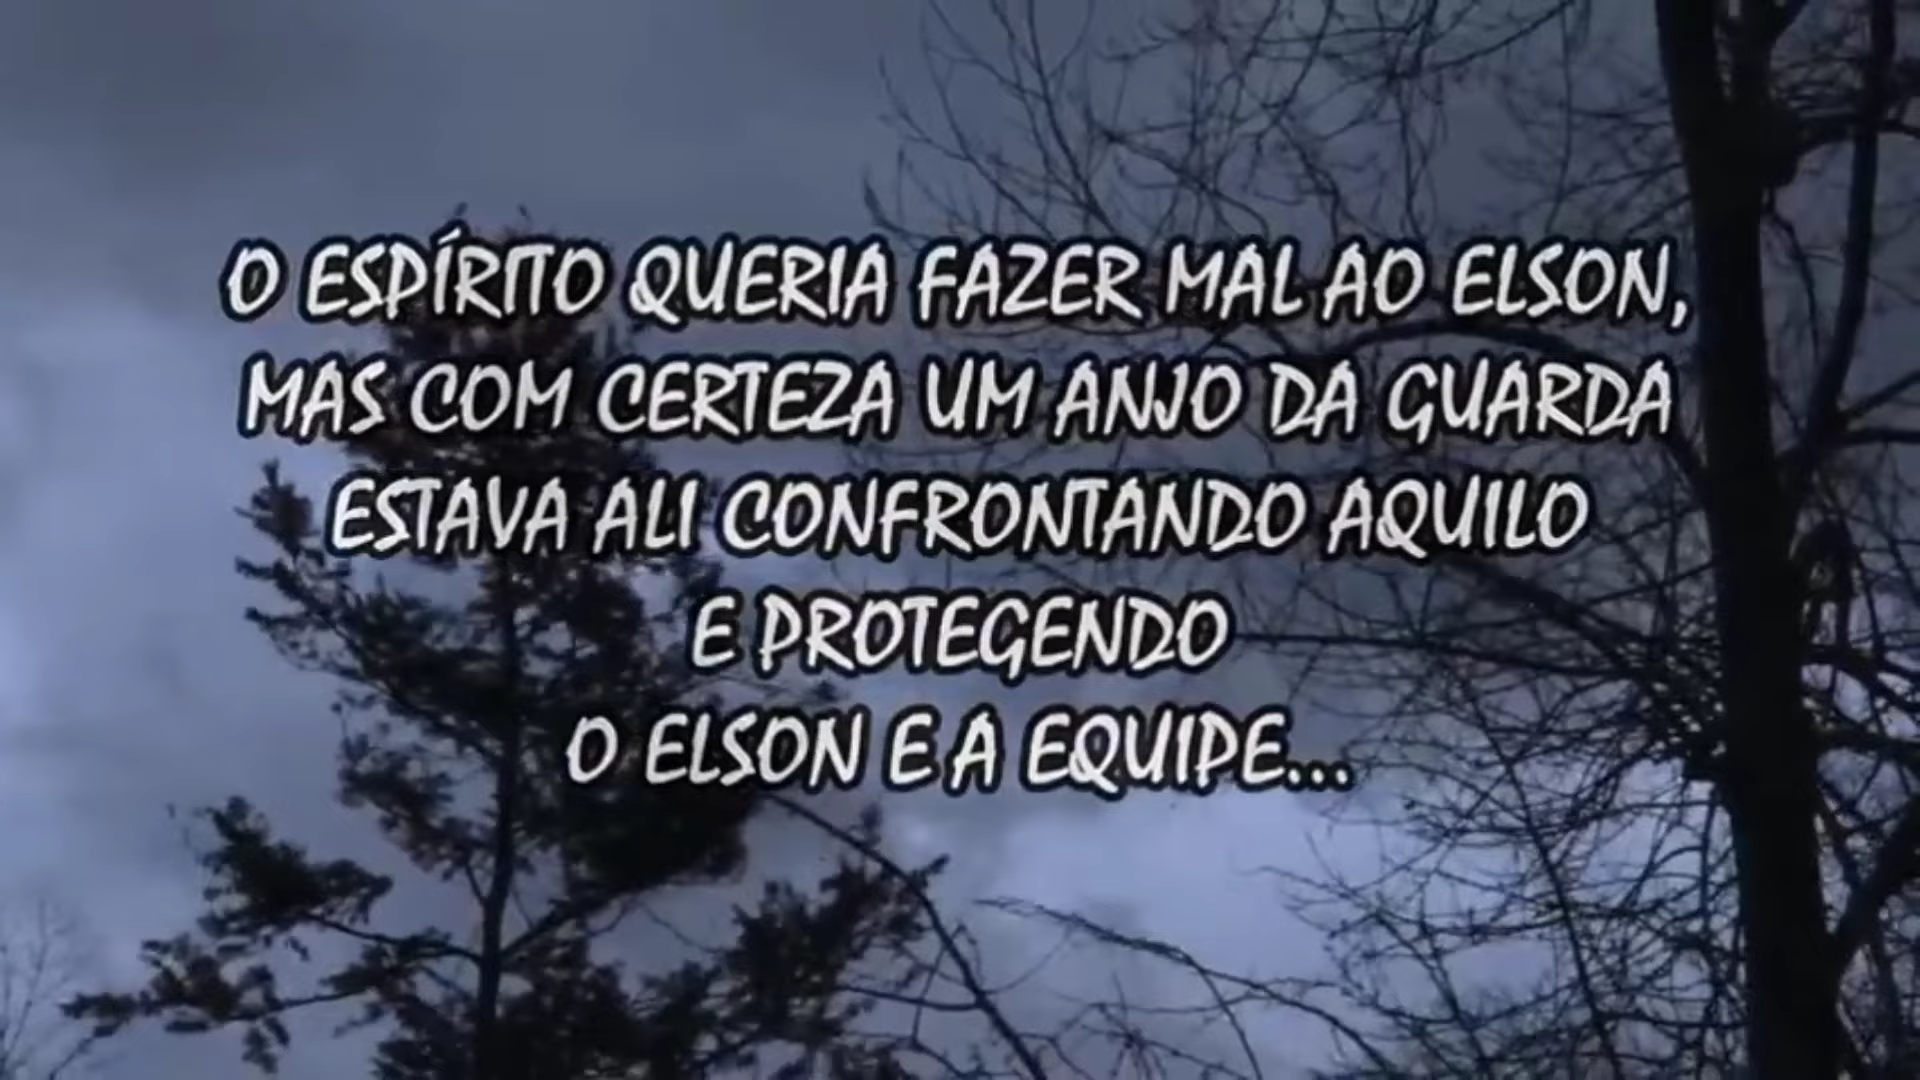 O ESPÍRITO QUERIA FAZER MAL AO ELSON,
MAS COM CERTEZA UM ANJO DA GUARDA
ESTAVA ALI CONFRONTANDO AQUILO
E PROTEGENDO
O ELSON E A EQUIPE...